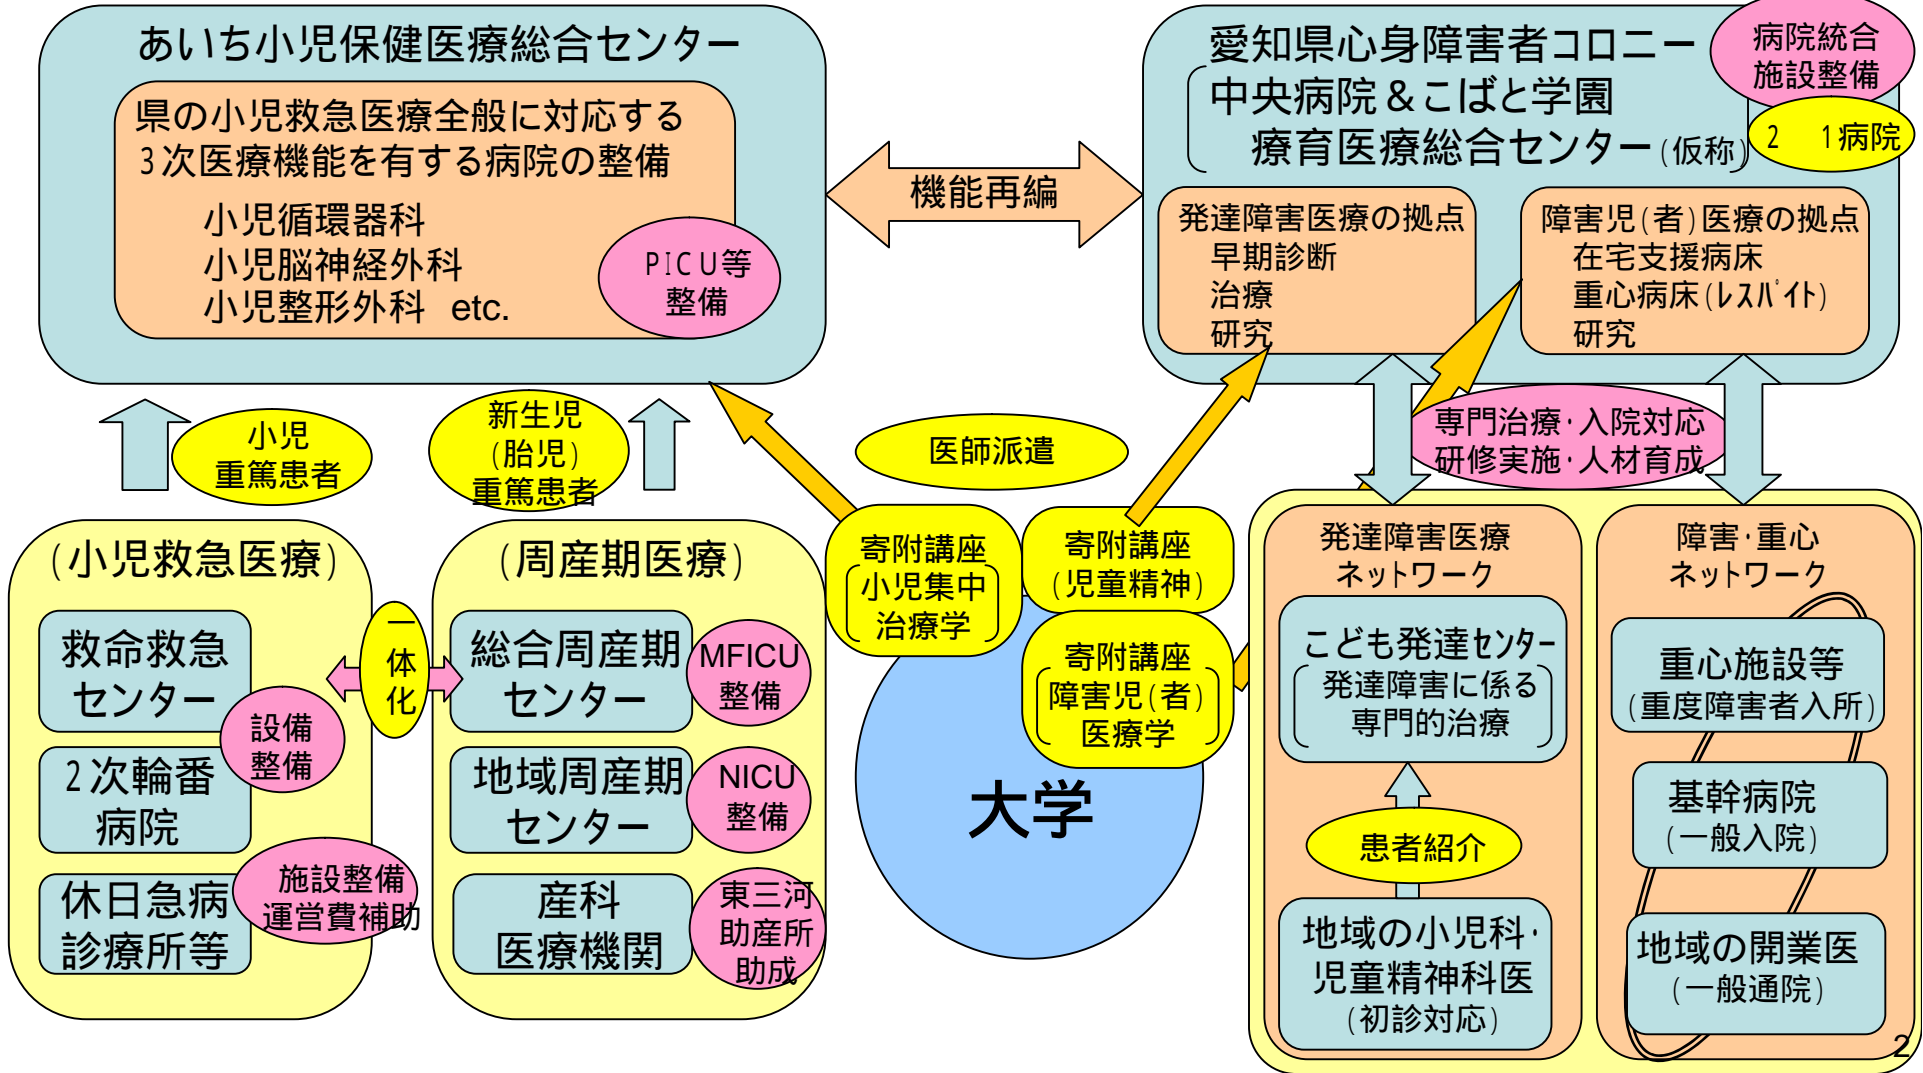 あいち小児保健医療総合センター
県の小児救急医療全般に対応する
3次医療機能を有する病院の整備
小児循環器科
小児脳神経外科
小児整形外科 etc.
PICU等
整備
機能再編
愛知県心身障害者コロニー
中央病院＆こばと学園
療育医療総合センター(仮称)
病院統合
施設整備
2 1病院
発達障害医療の拠点
早期診断
治療
研究
障害児(者)医療の拠点
在宅支援病床
重心病床(ﾚｽﾊﾟｲﾄ)
研究
小児
重篤患者
新生児
(胎児)
重篤患者
医師派遣
専門治療・入院対応
研修実施・人材育成
(小児救急医療)
救命救急
センター
設備
整備
2次輪番
病院
施設整備
運営費補助
休日急病
診療所等
一体化
(周産期医療)
総合周産期
センター
MFICU
整備
地域周産期
センター
NICU
整備
産科
医療機関
東三河
助産所
助成
寄附講座
小児集中
治療学
寄附講座
(児童精神)
寄附講座
障害児(者)
医療学
大学
発達障害医療
ネットワーク
こども発達センター
発達障害に係る
専門的治療
患者紹介
地域の小児科・
児童精神科医
(初診対応)
障害・重心
ネットワーク
重心施設等
(重度障害者入所)
基幹病院
(一般入院)
地域の開業医
(一般通院)
2